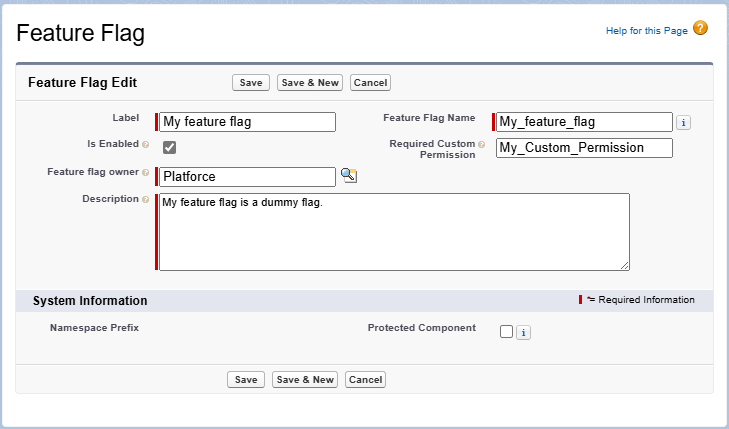 Feature Flag
Help for this Page ?
Feature Flag Edit Save Save & New Cancel
Label My feature flag Feature Flag Name My_feature_flag i
Is Enabled ? Required Custom Permission ? My_Custom_Permission
Feature flag owner ? Platforce
Description ? My feature flag is a dummy flag.
System Information *= Required Information
Namespace Prefix Protected Component i
Save Save & New Cancel